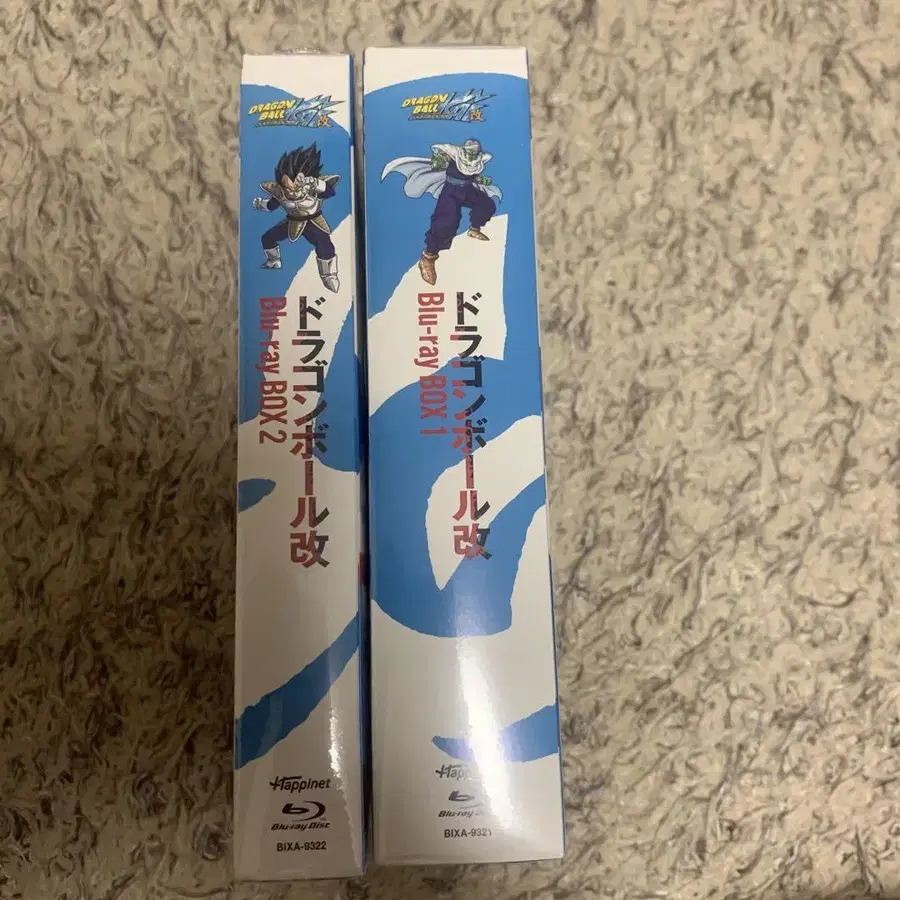 DRAGON
BALL
改
ドラゴンボール改
Blu-ray BOX 2
Happinet
Blu-ray Disc
BIXA-9322
DRAGON
BALL
改
ドラゴンボール改
Blu-ray BOX 1
Blu-ray
BIXA-9321